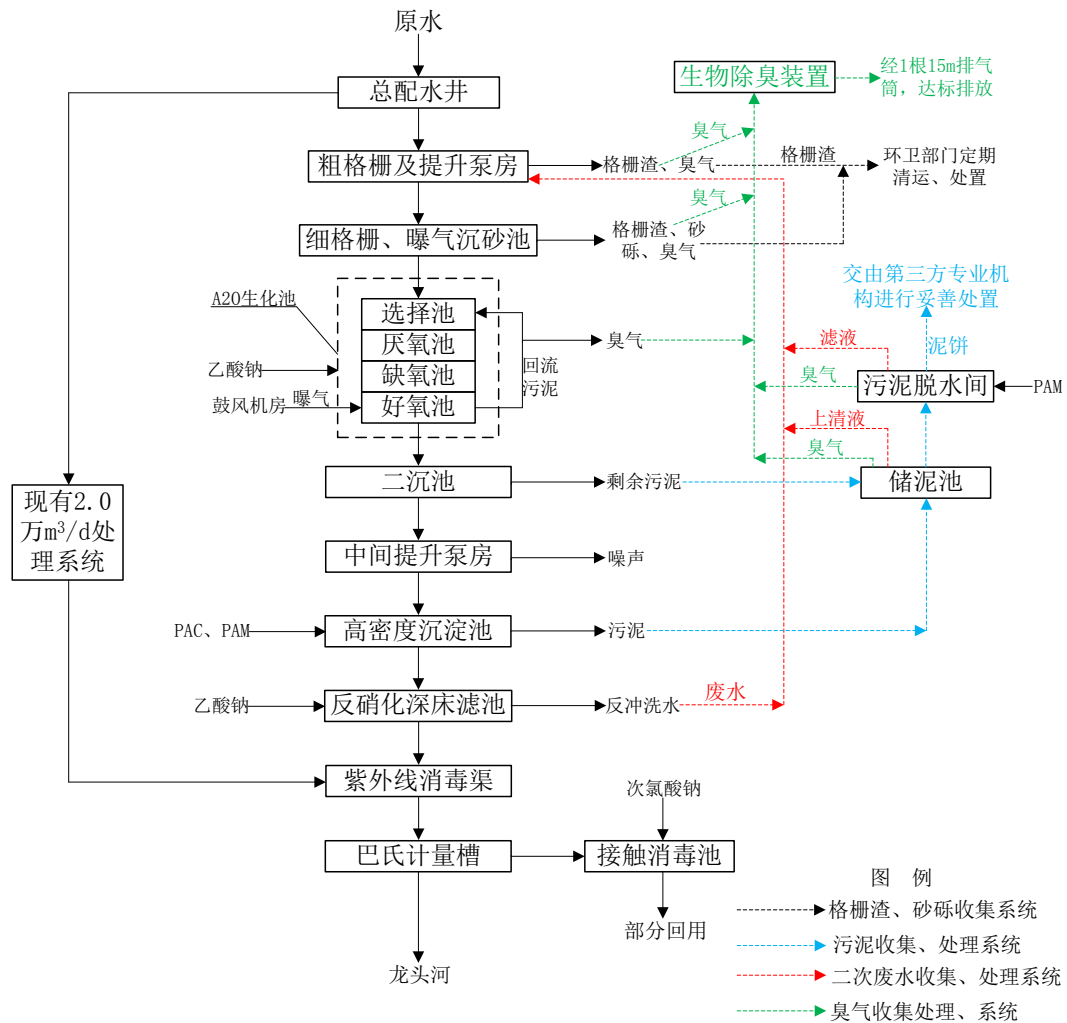 原水
总配水井
生物除臭装置
经1根15m排气
筒，达标排放
臭气
粗格栅及提升泵房
格栅渣、臭气
格栅渣
环卫部门定期
清运、处置
臭气
细格栅、曝气沉砂池
格栅渣、砂
砾、臭气
A2O生化池
选择池
厌氧池
缺氧池
好氧池
乙酸钠
鼓风机房
曝气
回流
污泥
臭气
交由第三方专业机
构进行妥善处置
滤液
泥饼
臭气
污泥脱水间
PAM
上清液
臭气
二沉池
剩余污泥
储泥池
现有2.0
万m³/d处
理系统
中间提升泵房
噪声
PAC、PAM
高密度沉淀池
污泥
乙酸钠
反硝化深床滤池
反冲洗水
废水
紫外线消毒渠
次氯酸钠
巴氏计量槽
接触消毒池
部分回用
龙头河
图 例
格栅渣、砂砾收集系统
污泥收集、处理系统
二次废水收集、处理系统
臭气收集处理、系统